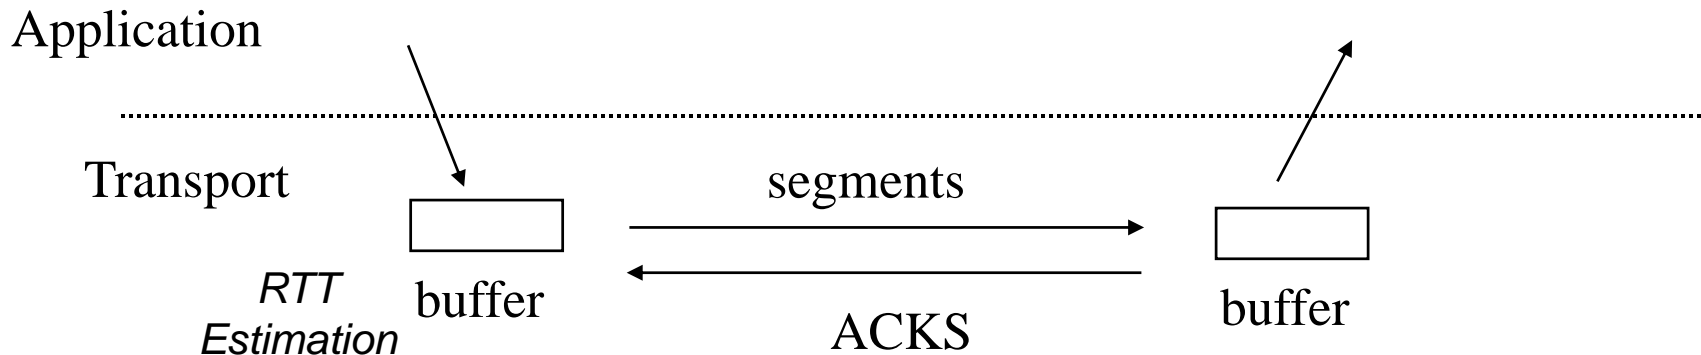 Application
Transport
segments
RTT
Estimation
buffer
ACKS
buffer